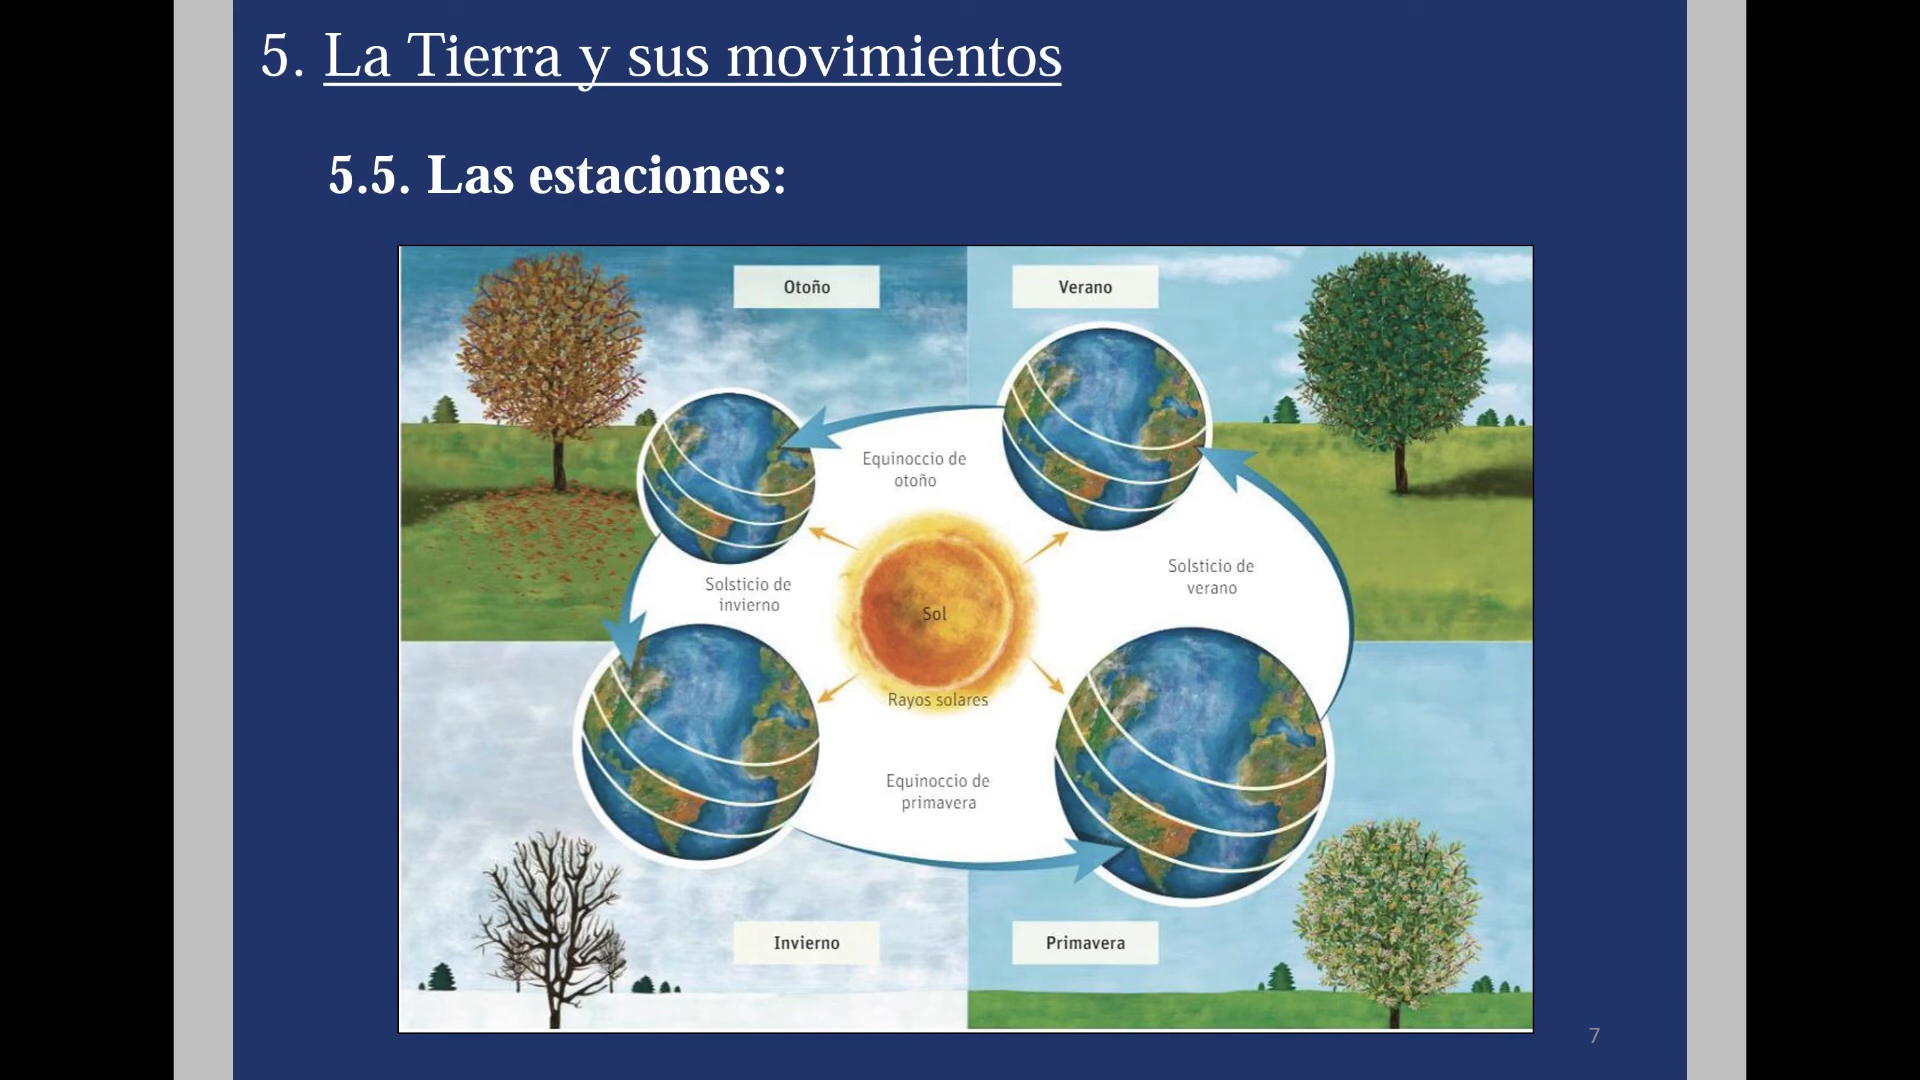 5. La Tierra y sus movimientos
5.5. Las estaciones:
Otoño
Verano
Equinoccio de
otoño
Solsticio de
verano
Solsticio de
invierno
Sol
Rayos solares
Equinoccio de
primavera
Invierno
Primavera
7